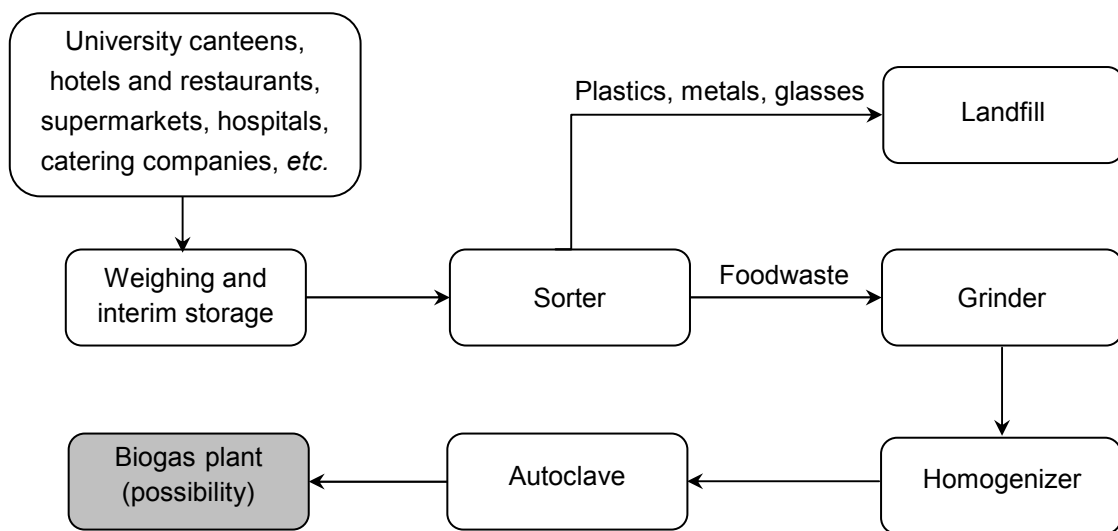 University canteens,
hotels and restaurants,
supermarkets, hospitals,
catering companies, etc.
Plastics, metals, glasses
Landfill
Weighing and
interim storage
Sorter
Foodwaste
Grinder
Biogas plant
(possibility)
Autoclave
Homogenizer